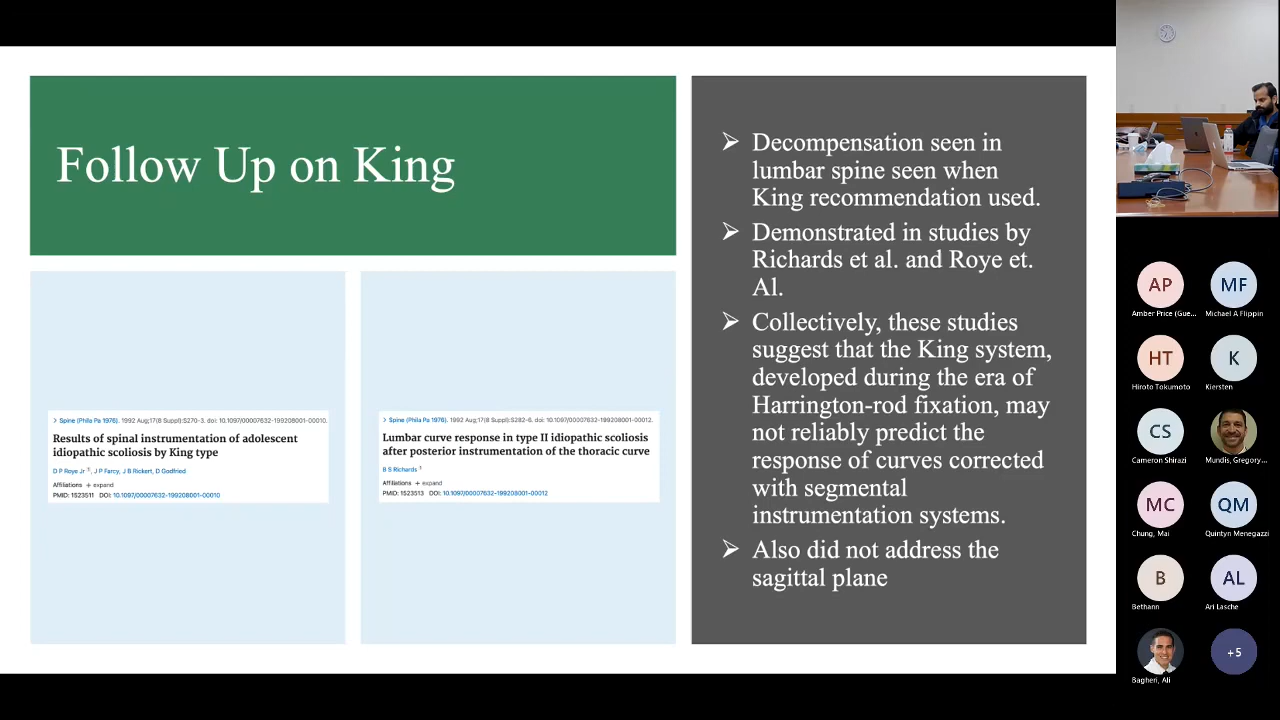 Follow Up on King
> Spine (Phila Pa 1976). 1992 Aug;17(8 Suppl):S270-3. doi: 10.1097/00007632-199208001-00010.
Results of spinal instrumentation of adolescent
idiopathic scoliosis by King type
D P Roye Jr 1, J P Farcy, J B Rickert, D Godfried
Affiliations + expand
PMID: 1523511 DOI: 10.1097/00007632-199208001-00010
> Spine (Phila Pa 1976). 1992 Aug;17(8 Suppl):S282-6. doi: 10.1097/00007632-199208001-00012.
Lumbar curve response in type II idiopathic scoliosis
after posterior instrumentation of the thoracic curve
B S Richards 1
Affiliations + expand
PMID: 1523513 DOI: 10.1097/00007632-199208001-00012
➢ Decompensation seen in
lumbar spine seen when
King recommendation used.
➢ Demonstrated in studies by
Richards et al. and Roye et.
Al.
➢ Collectively, these studies
suggest that the King system,
developed during the era of
Harrington-rod fixation, may
not reliably predict the
response of curves corrected
with segmental
instrumentation systems.
➢ Also did not address the
sagittal plane
AP
Amber Price (Gue...
MF
Michael A Flippin
HT
Hiroto Tokumoto
K
Kiersten
CS
Cameron Shirazi
Mundis, Gregory...
MC
Chung, Mai
QM
Quintyn Menegazzi
B
Bethann
AL
Ari Lasche
Bagheri, Ali
+5